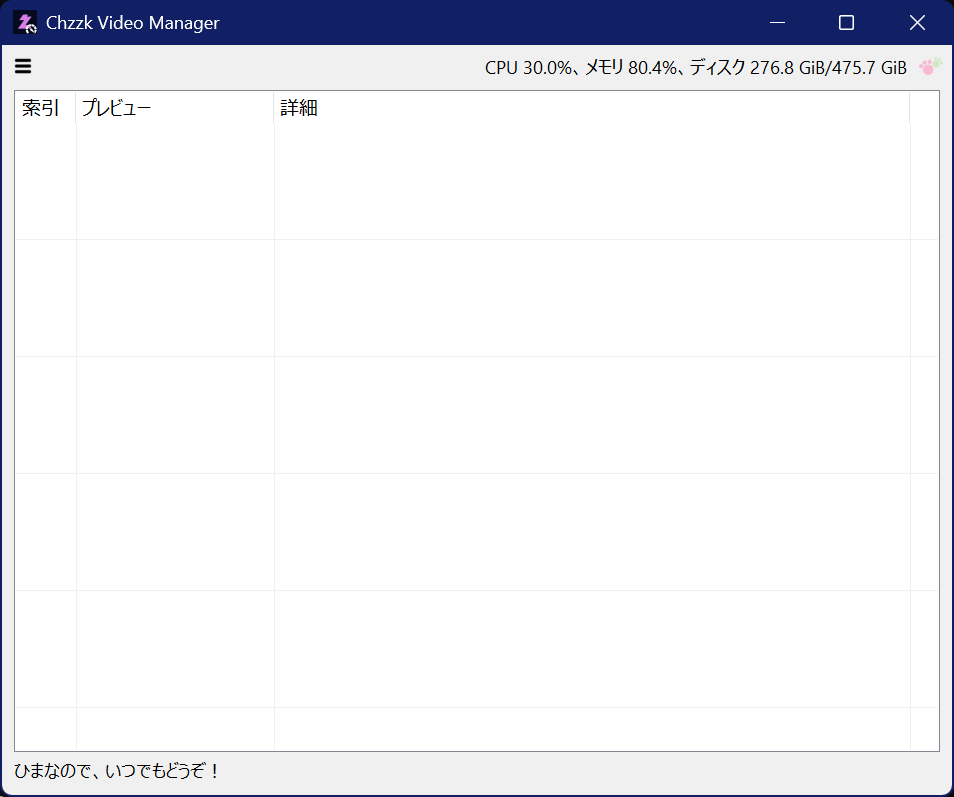 Chzzk Video Manager
CPU 30.0%、メモリ 80.4%、ディスク 276.8 GiB/475.7 GiB
索引 プレビュー 詳細
ひまなので、いつでもどうぞ！